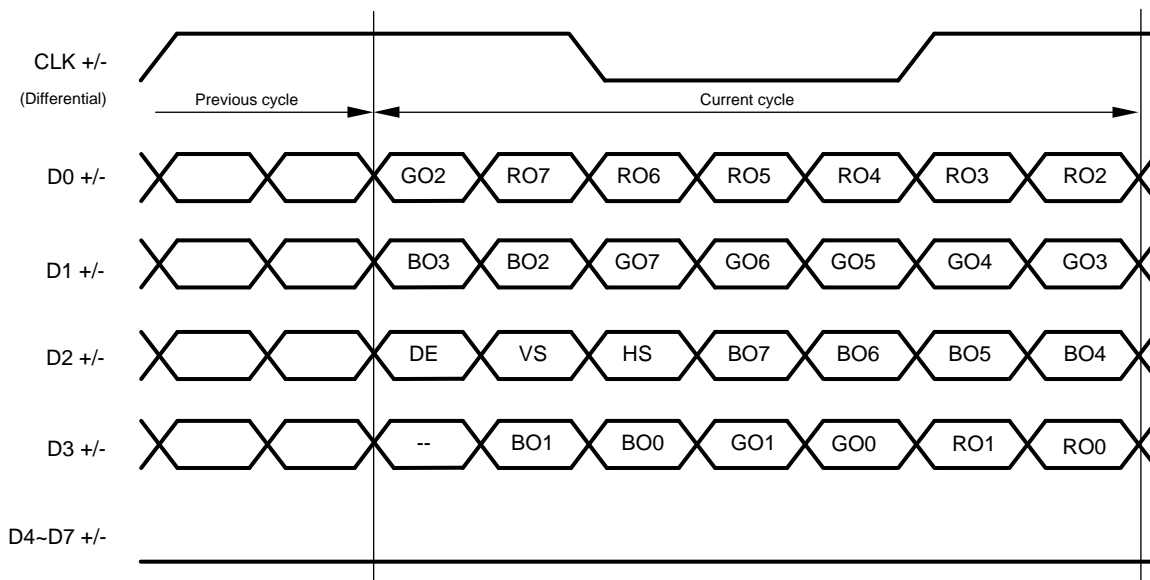 CLK +/-
(Differential)
Previous cycle
Current cycle
D0 +/-
GO2 RO7 RO6 RO5 RO4 RO3 RO2
D1 +/-
BO3 BO2 GO7 GO6 GO5 GO4 GO3
D2 +/-
DE VS HS BO7 BO6 BO5 BO4
D3 +/-
-- BO1 BO0 GO1 GO0 RO1 RO0
D4~D7 +/-